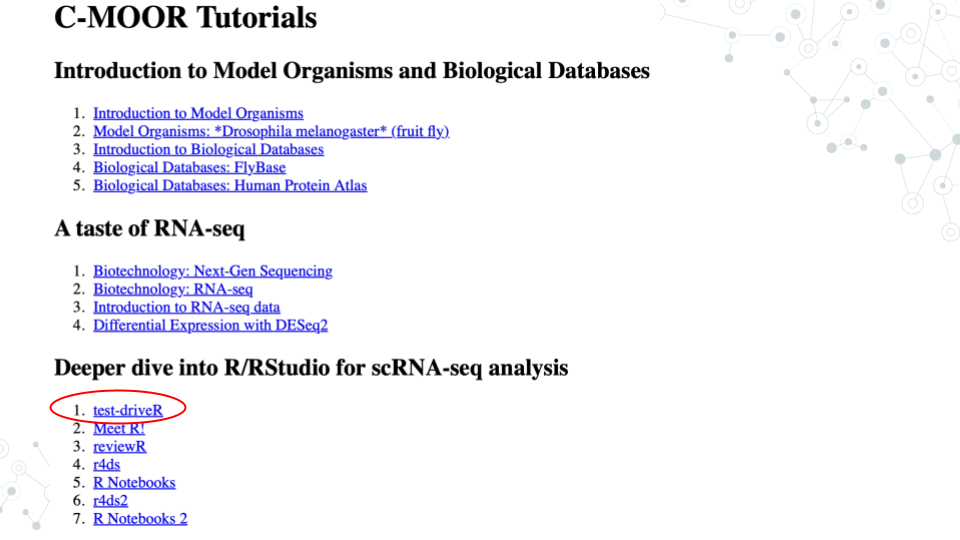 C-MOOR Tutorials
Introduction to Model Organisms and Biological Databases
1. Introduction to Model Organisms
2. Model Organisms: *Drosophila melanogaster* (fruit fly)
3. Introduction to Biological Databases
4. Biological Databases: FlyBase
5. Biological Databases: Human Protein Atlas
A taste of RNA-seq
1. Biotechnology: Next-Gen Sequencing
2. Biotechnology: RNA-seq
3. Introduction to RNA-seq data
4. Differential Expression with DESeq2
Deeper dive into R/RStudio for scRNA-seq analysis
1. test-driveR
2. Meet R!
3. reviewR
4. r4ds
5. R Notebooks
6. r4ds2
7. R Notebooks 2